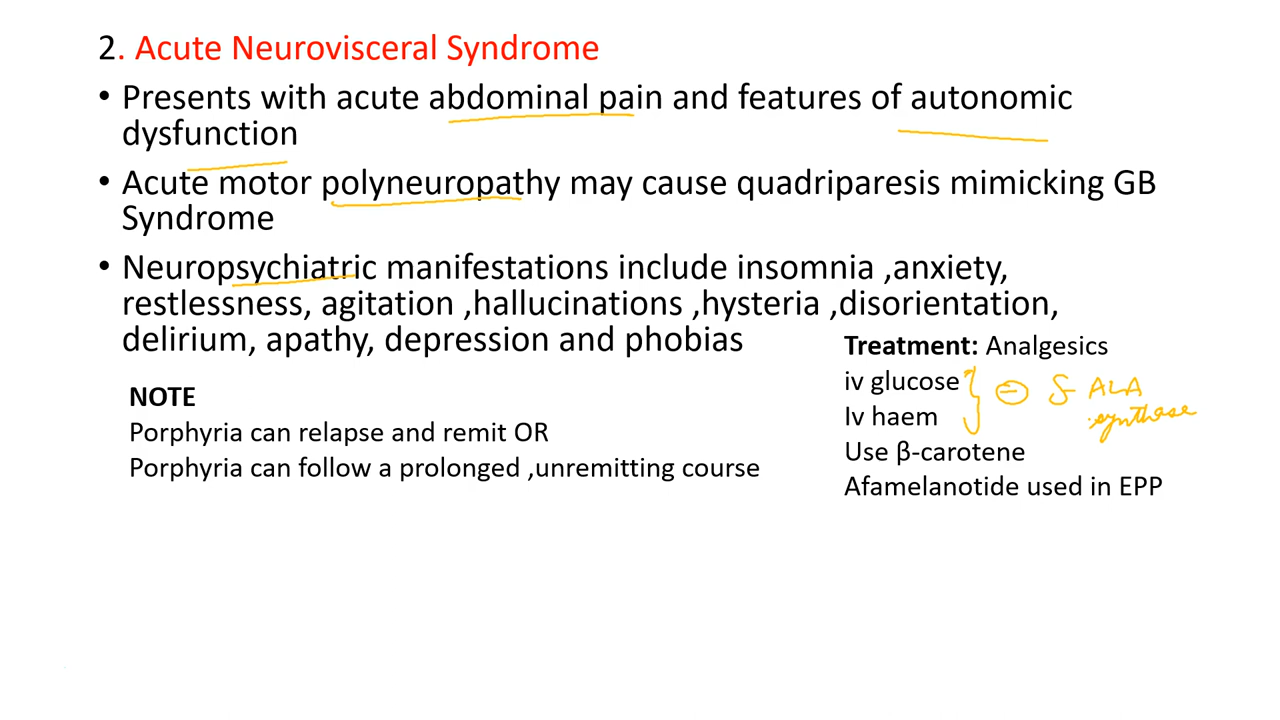 2. Acute Neurovisceral Syndrome
• Presents with acute abdominal pain and features of autonomic
dysfunction
• Acute motor polyneuropathy may cause quadriparesis mimicking GB
Syndrome
• Neuropsychiatric manifestations include insomnia ,anxiety,
restlessness, agitation ,hallucinations ,hysteria ,disorientation,
delirium, apathy, depression and phobias
NOTE
Porphyria can relapse and remit OR
Porphyria can follow a prolonged ,unremitting course
Treatment: Analgesics
iv glucose
Iv haem
Use β-carotene
Afamelanotide used in EPP
⊖ δ ALA
synthase